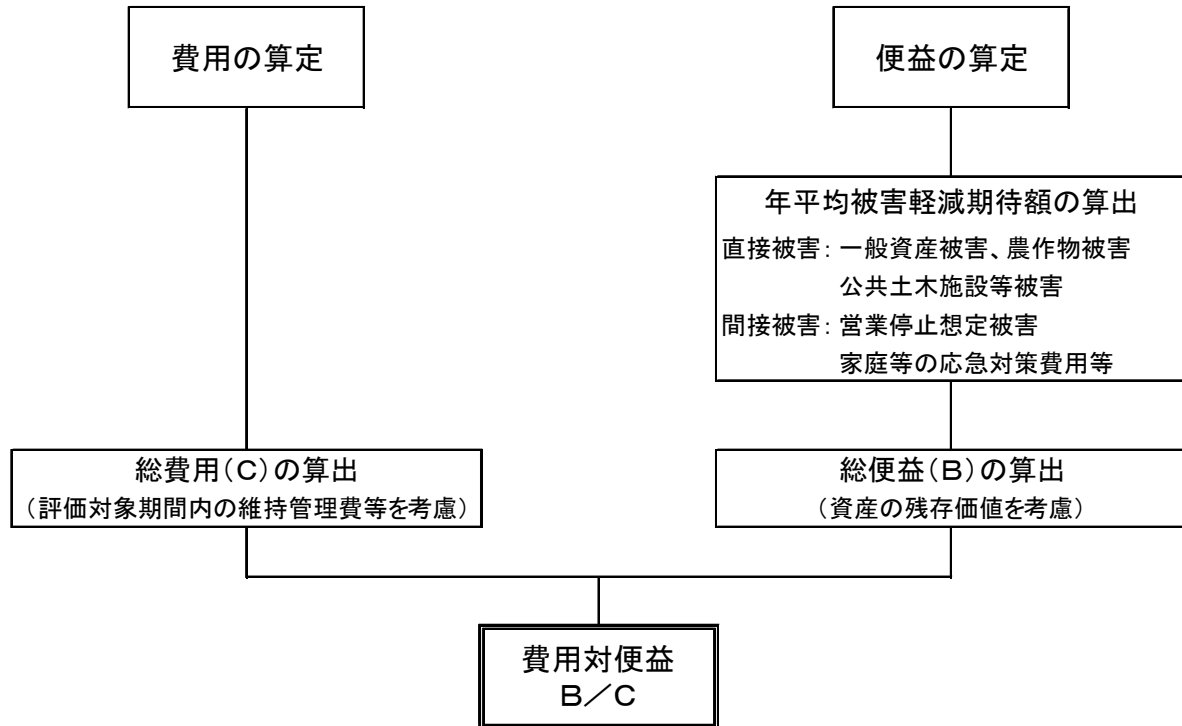 費用の算定
便益の算定
年平均被害軽減期待額の算出
直接被害：一般資産被害、農作物被害
公共土木施設等被害
間接被害：営業停止想定被害
家庭等の応急対策費用等
総費用（Ｃ）の算出
（評価対象期間内の維持管理費等を考慮）
総便益（Ｂ）の算出
（資産の残存価値を考慮）
費用対便益
Ｂ／Ｃ